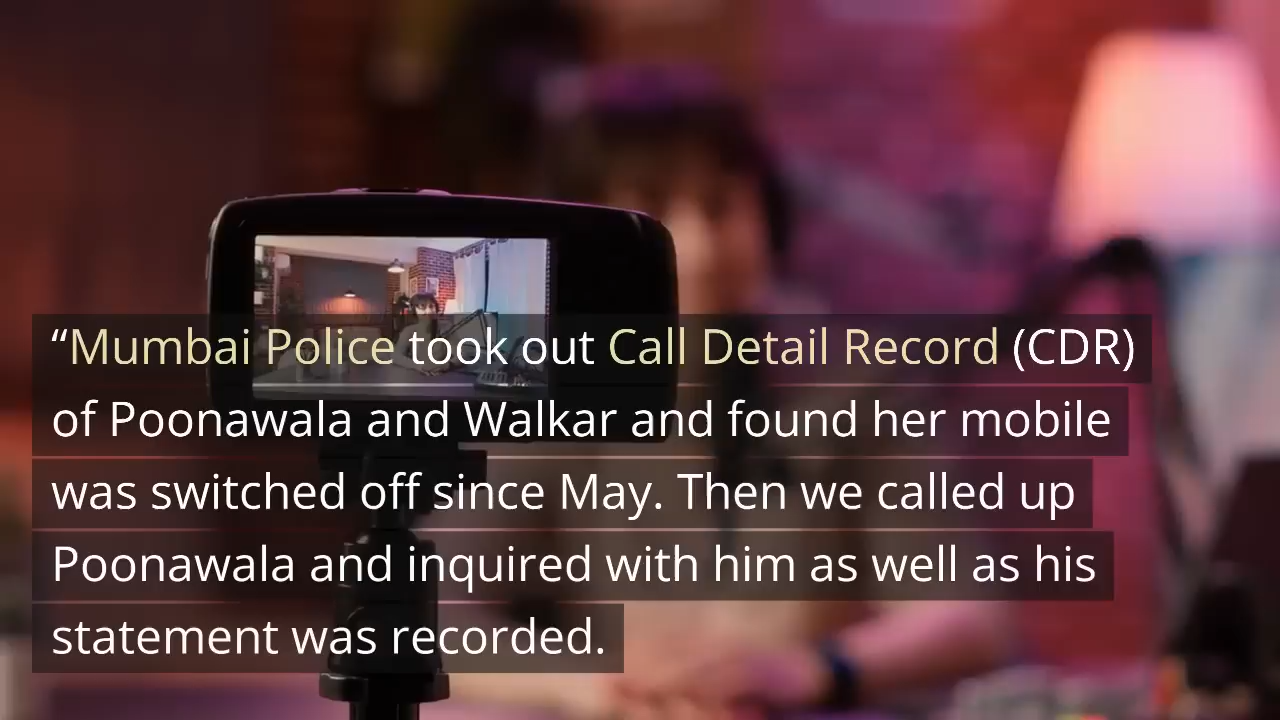 “Mumbai Police took out Call Detail Record (CDR)
of Poonawala and Walkar and found her mobile
was switched off since May. Then we called up
Poonawala and inquired with him as well as his
statement was recorded.